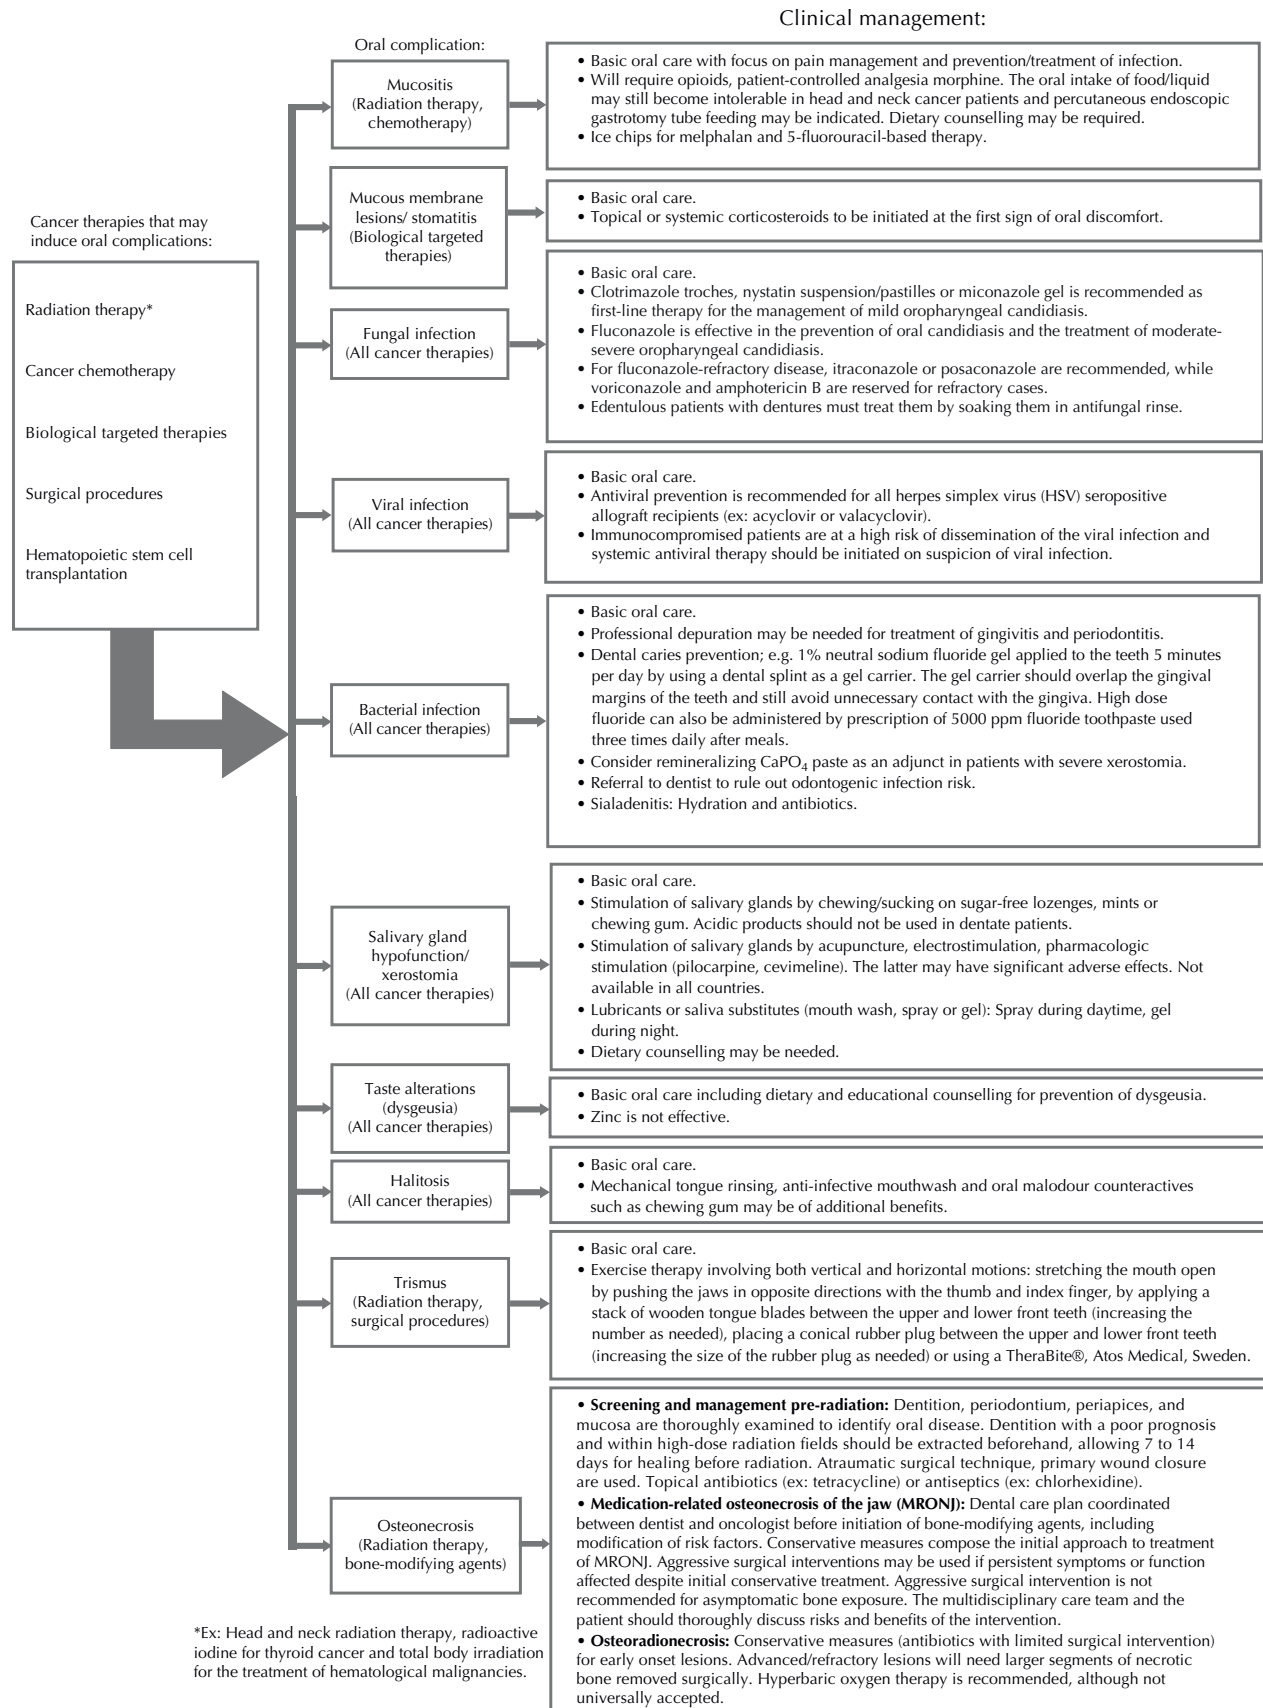 Clinical management:
Oral complication:
Cancer therapies that may
induce oral complications:
Radiation therapy*
Cancer chemotherapy
Biological targeted therapies
Surgical procedures
Hematopoietic stem cell
transplantation
Mucositis
(Radiation therapy,
chemotherapy)
• Basic oral care with focus on pain management and prevention/treatment of infection.
• Will require opioids, patient-controlled analgesia morphine. The oral intake of food/liquid
may still become intolerable in head and neck cancer patients and percutaneous endoscopic
gastrotomy tube feeding may be indicated. Dietary counselling may be required.
• Ice chips for melphalan and 5-fluorouracil-based therapy.
Mucous membrane
lesions/ stomatitis
(Biological targeted
therapies)
• Basic oral care.
• Topical or systemic corticosteroids to be initiated at the first sign of oral discomfort.
Fungal infection
(All cancer therapies)
• Basic oral care.
• Clotrimazole troches, nystatin suspension/pastilles or miconazole gel is recommended as
first-line therapy for the management of mild oropharyngeal candidiasis.
• Fluconazole is effective in the prevention of oral candidiasis and the treatment of moderate-
severe oropharyngeal candidiasis.
• For fluconazole-refractory disease, itraconazole or posaconazole are recommended, while
voriconazole and amphotericin B are reserved for refractory cases.
• Edentulous patients with dentures must treat them by soaking them in antifungal rinse.
Viral infection
(All cancer therapies)
• Basic oral care.
• Antiviral prevention is recommended for all herpes simplex virus (HSV) seropositive
allograft recipients (ex: acyclovir or valacyclovir).
• Immunocompromised patients are at a high risk of dissemination of the viral infection and
systemic antiviral therapy should be initiated on suspicion of viral infection.
Bacterial infection
(All cancer therapies)
• Basic oral care.
• Professional depuration may be needed for treatment of gingivitis and periodontitis.
• Dental caries prevention; e.g. 1% neutral sodium fluoride gel applied to the teeth 5 minutes
per day by using a dental splint as a gel carrier. The gel carrier should overlap the gingival
margins of the teeth and still avoid unnecessary contact with the gingiva. High dose
fluoride can also be administered by prescription of 5000 ppm fluoride toothpaste used
three times daily after meals.
• Consider remineralizing CaPO4 paste as an adjunct in patients with severe xerostomia.
• Referral to dentist to rule out odontogenic infection risk.
• Sialadenitis: Hydration and antibiotics.
Salivary gland
hypofunction/
xerostomia
(All cancer therapies)
• Basic oral care.
• Stimulation of salivary glands by chewing/sucking on sugar-free lozenges, mints or
chewing gum. Acidic products should not be used in dentate patients.
• Stimulation of salivary glands by acupuncture, electrostimulation, pharmacologic
stimulation (pilocarpine, cevimeline). The latter may have significant adverse effects. Not
available in all countries.
• Lubricants or saliva substitutes (mouth wash, spray or gel): Spray during daytime, gel
during night.
• Dietary counselling may be needed.
Taste alterations
(dysgeusia)
(All cancer therapies)
• Basic oral care including dietary and educational counselling for prevention of dysgeusia.
• Zinc is not effective.
Halitosis
(All cancer therapies)
• Basic oral care.
• Mechanical tongue rinsing, anti-infective mouthwash and oral malodour counteractives
such as chewing gum may be of additional benefits.
Trismus
(Radiation therapy,
surgical procedures)
• Basic oral care.
• Exercise therapy involving both vertical and horizontal motions: stretching the mouth open
by pushing the jaws in opposite directions with the thumb and index finger, by applying a
stack of wooden tongue blades between the upper and lower front teeth (increasing the
number as needed), placing a conical rubber plug between the upper and lower front teeth
(increasing the size of the rubber plug as needed) or using a TheraBite®, Atos Medical, Sweden.
Osteonecrosis
(Radiation therapy,
bone-modifying agents)
• Screening and management pre-radiation: Dentition, periodontium, periapices, and
mucosa are thoroughly examined to identify oral disease. Dentition with a poor prognosis
and within high-dose radiation fields should be extracted beforehand, allowing 7 to 14
days for healing before radiation. Atraumatic surgical technique, primary wound closure
are used. Topical antibiotics (ex: tetracycline) or antiseptics (ex: chlorhexidine).
• Medication-related osteonecrosis of the jaw (MRONJ): Dental care plan coordinated
between dentist and oncologist before initiation of bone-modifying agents, including
modification of risk factors. Conservative measures compose the initial approach to treatment
of MRONJ. Aggressive surgical interventions may be used if persistent symptoms or function
affected despite initial conservative treatment. Aggressive surgical intervention is not
recommended for asymptomatic bone exposure. The multidisciplinary care team and the
patient should thoroughly discuss risks and benefits of the intervention.
• Osteoradionecrosis: Conservative measures (antibiotics with limited surgical intervention)
for early onset lesions. Advanced/refractory lesions will need larger segments of necrotic
bone removed surgically. Hyperbaric oxygen therapy is recommended, although not
universally accepted.
*Ex: Head and neck radiation therapy, radioactive
iodine for thyroid cancer and total body irradiation
for the treatment of hematological malignancies.